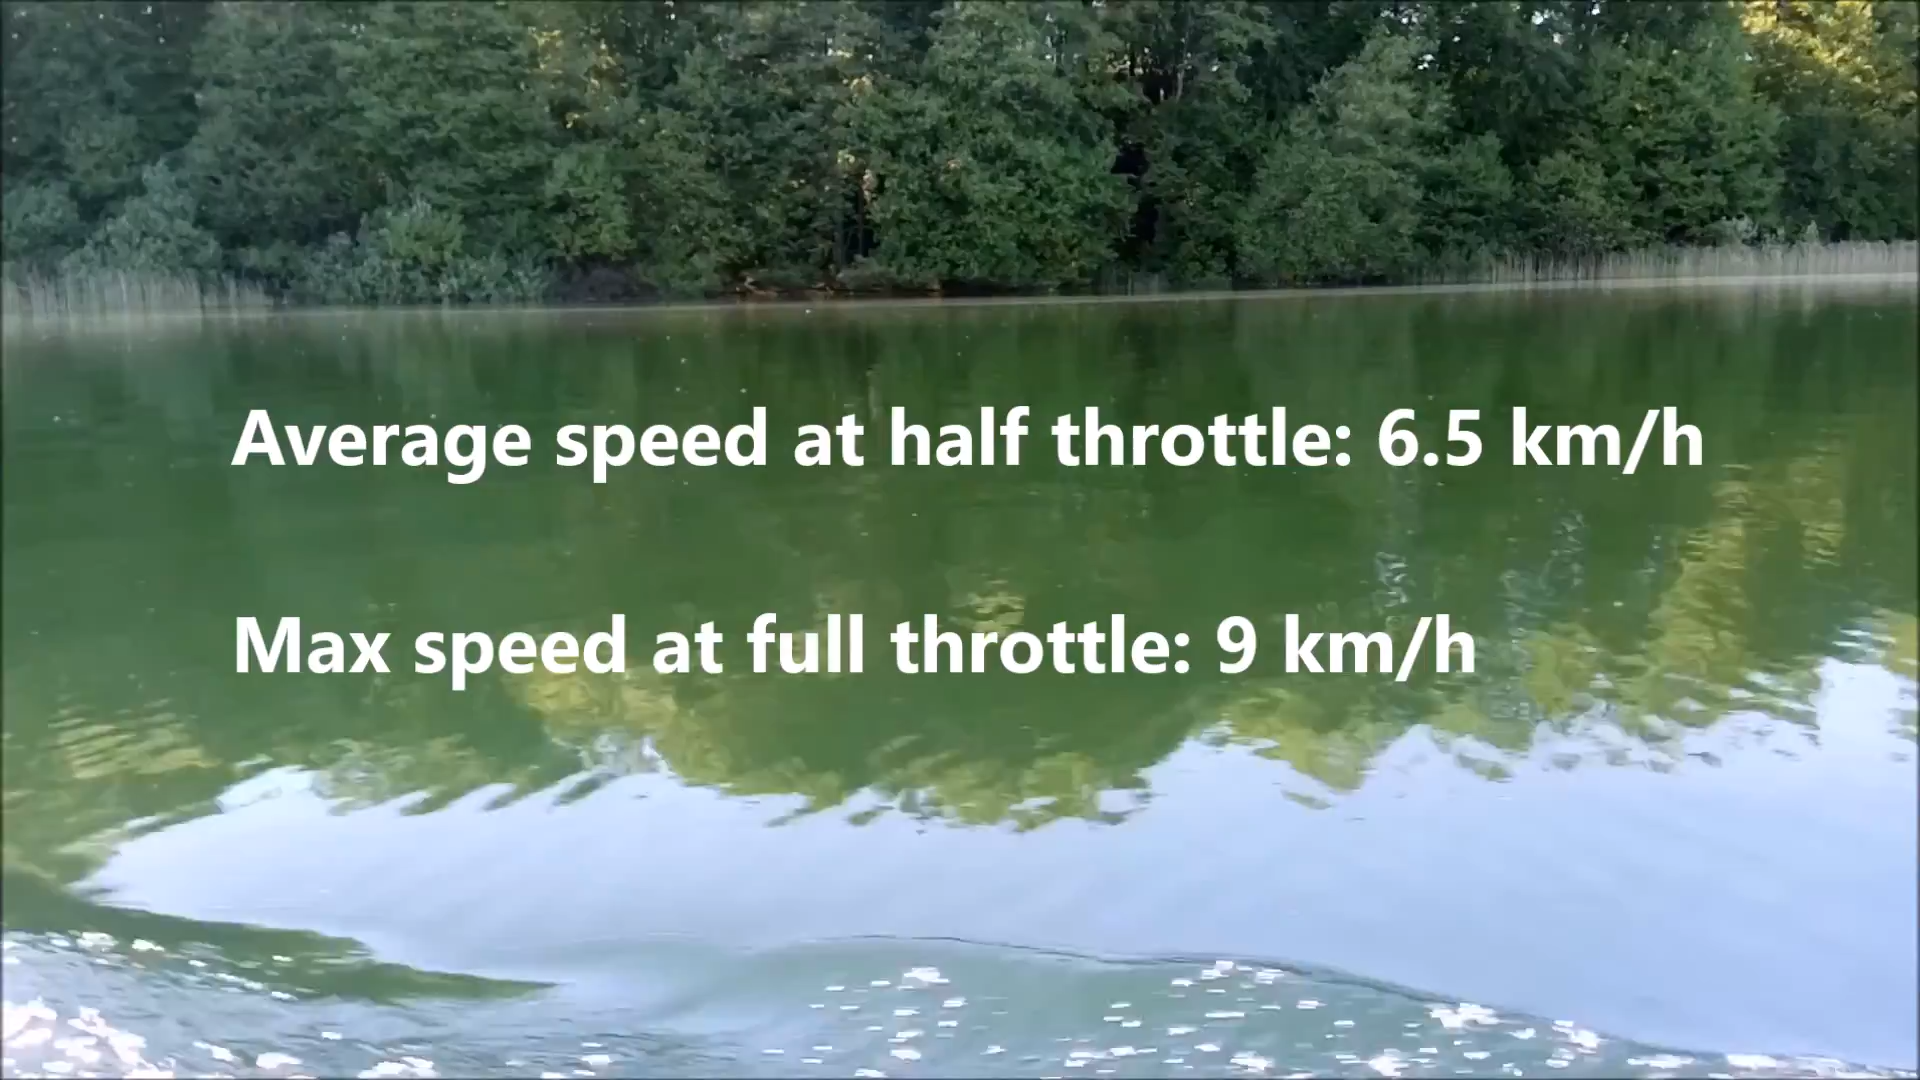 Average speed at half throttle: 6.5 km/h
Max speed at full throttle: 9 km/h